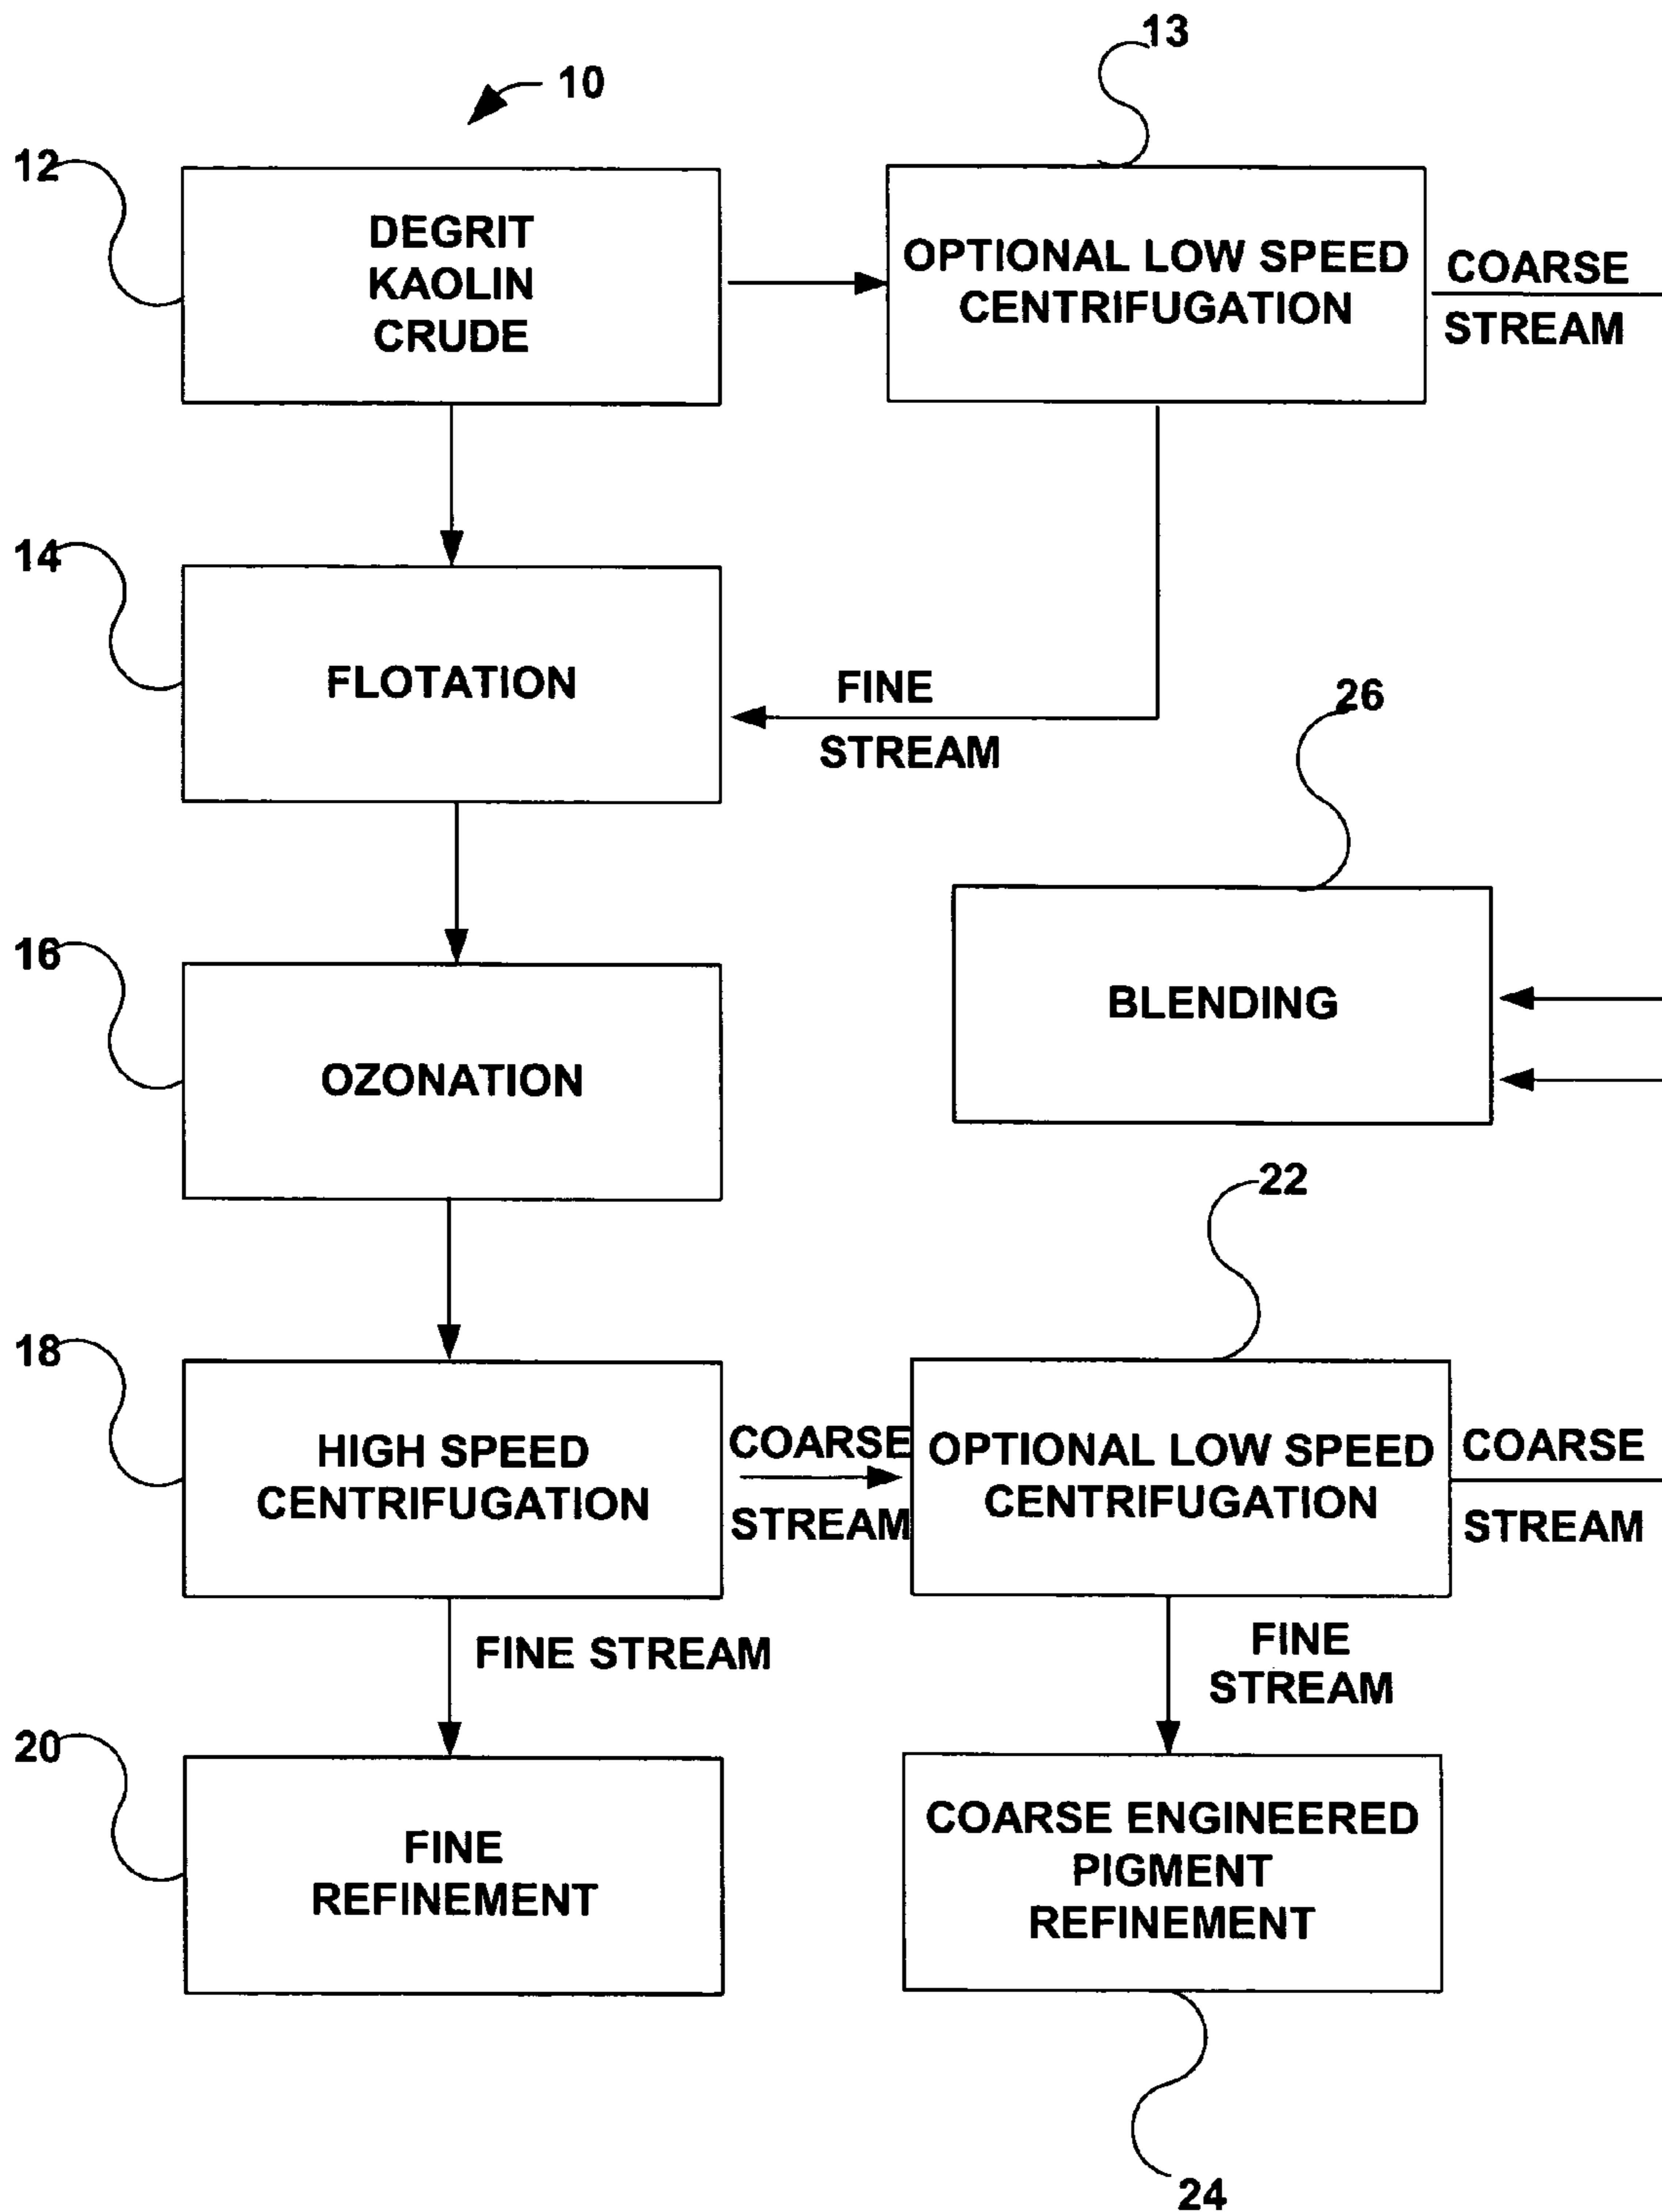 13
10
12
DEGRIT
KAOLIN
CRUDE
OPTIONAL LOW SPEED
CENTRIFUGATION
COARSE
STREAM
14
FLOTATION
FINE
STREAM
26
16
OZONATION
BLENDING
22
18
HIGH SPEED
CENTRIFUGATION
COARSE
STREAM
OPTIONAL LOW SPEED
CENTRIFUGATION
COARSE
STREAM
FINE STREAM
FINE
STREAM
20
FINE
REFINEMENT
COARSE ENGINEERED
PIGMENT
REFINEMENT
24